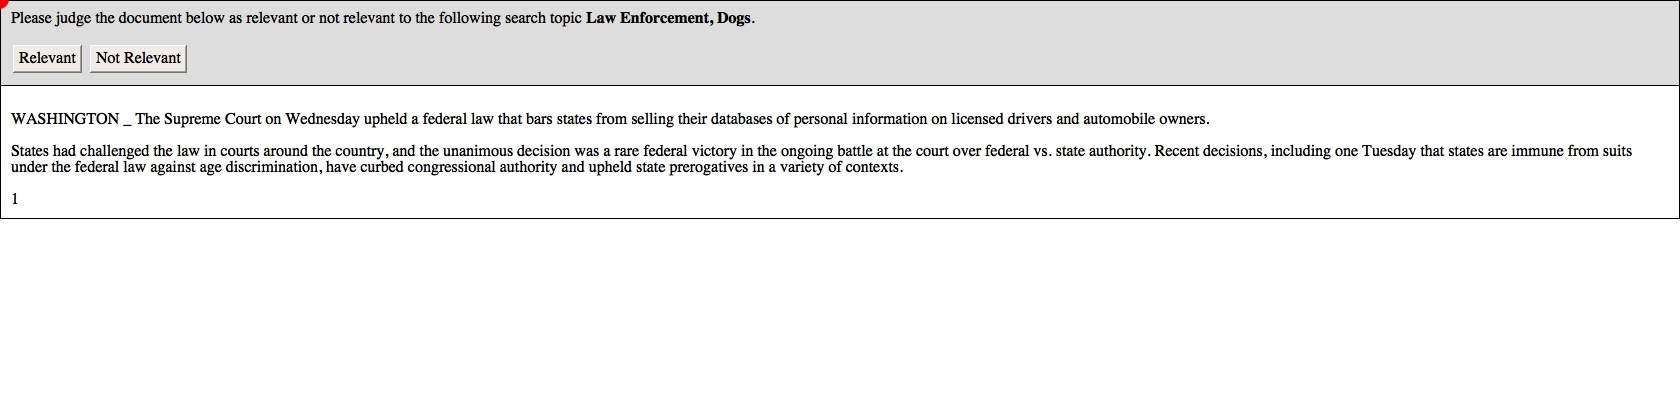 Please judge the document below as relevant or not relevant to the following search topic Law Enforcement, Dogs.
Relevant Not Relevant
WASHINGTON _ The Supreme Court on Wednesday upheld a federal law that bars states from selling their databases of personal information on licensed drivers and automobile owners.
States had challenged the law in courts around the country, and the unanimous decision was a rare federal victory in the ongoing battle at the court over federal vs. state authority. Recent decisions, including one Tuesday that states are immune from suits
under the federal law against age discrimination, have curbed congressional authority and upheld state prerogatives in a variety of contexts.
1